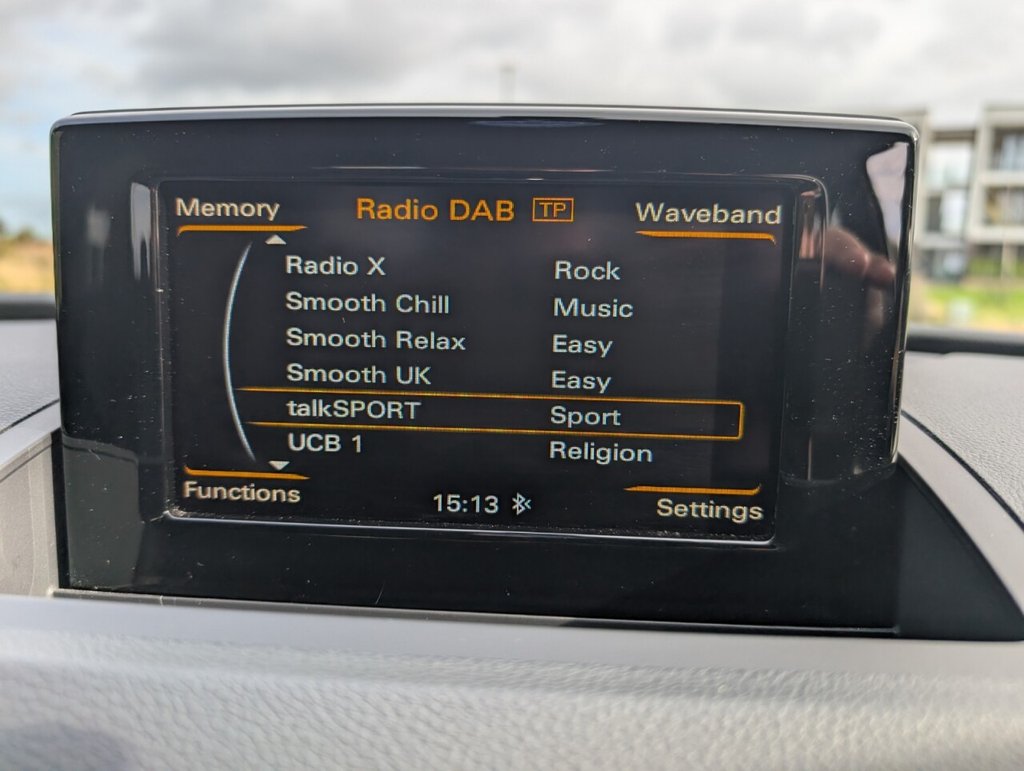 Memory Radio DAB TP Waveband
Radio X Rock
Smooth Chill Music
Smooth Relax Easy
Smooth UK Easy
talkSPORT Sport
UCB 1 Religion
Functions 15:13 Settings